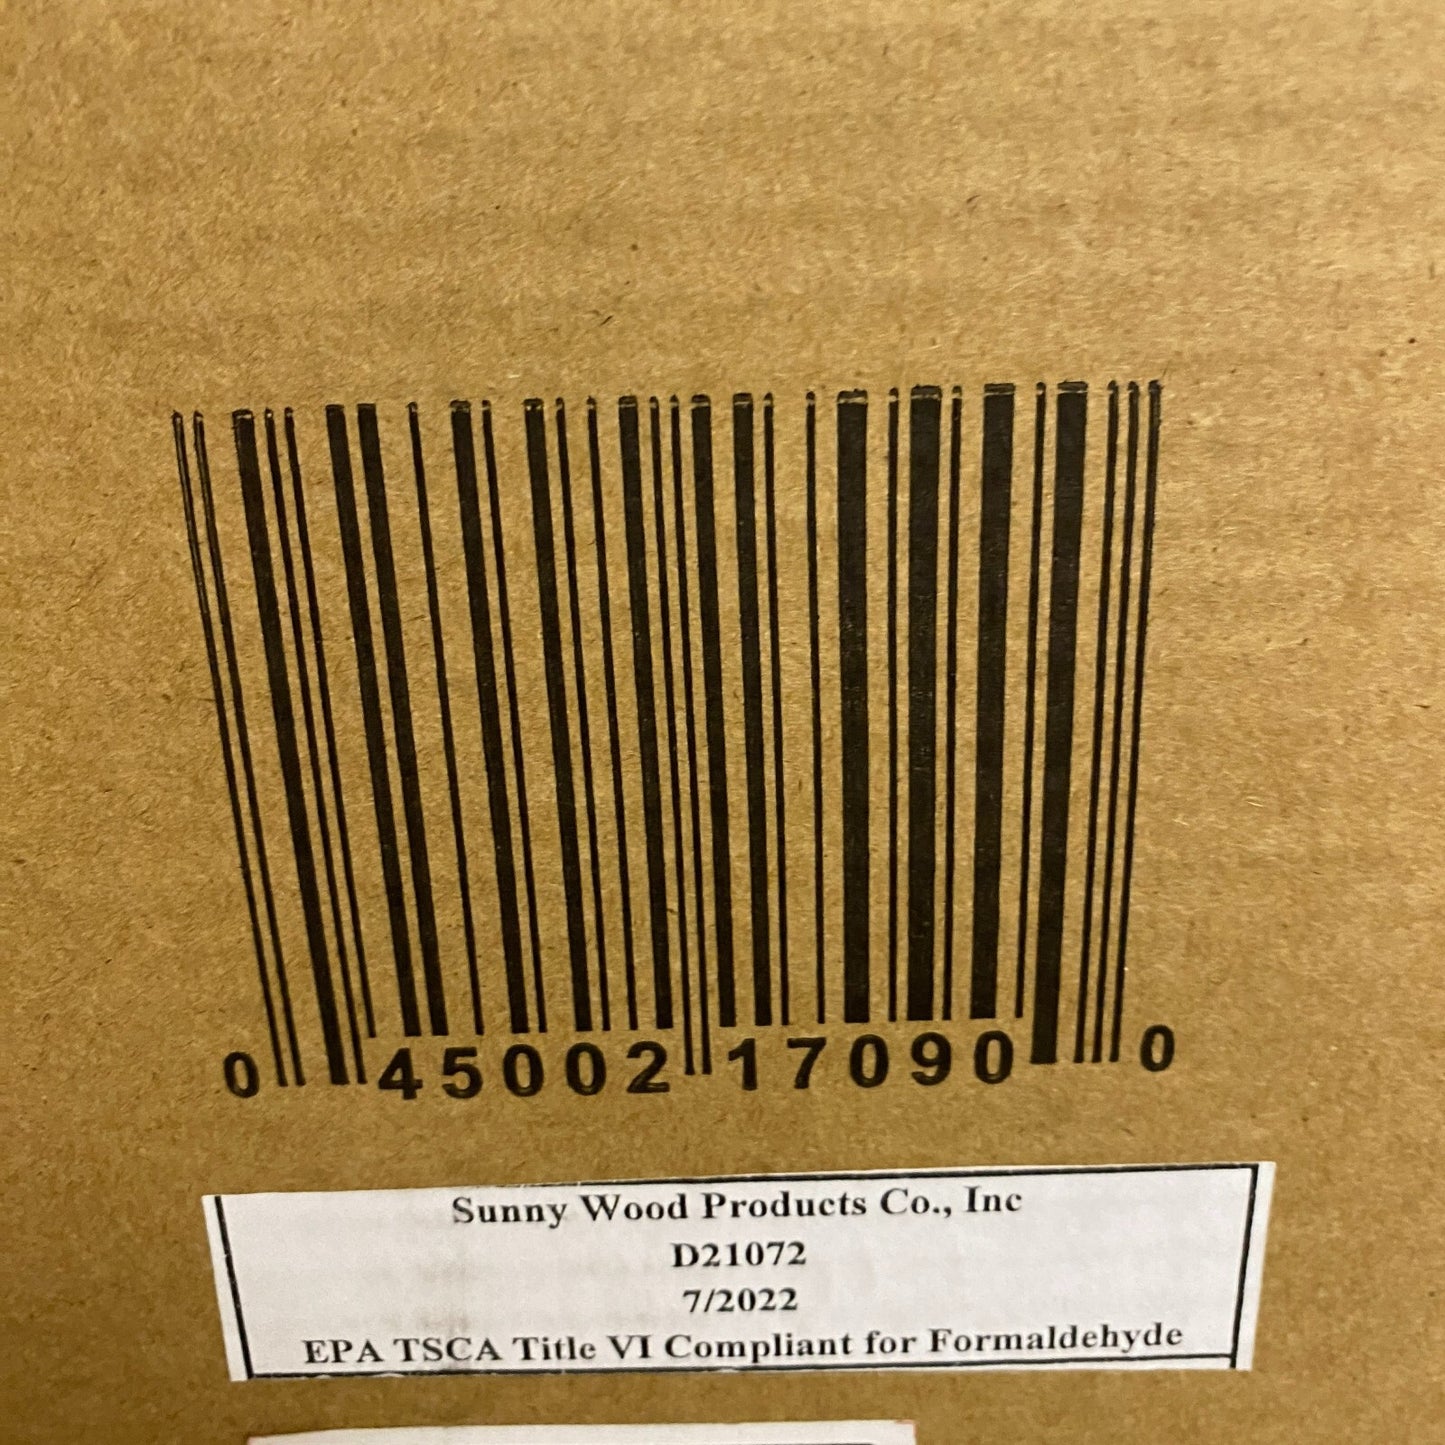 0 45002 17090 0
Sunny Wood Products Co., Inc
D21072
7/2022
EPA TSCA Title VI Compliant for Formaldehyde